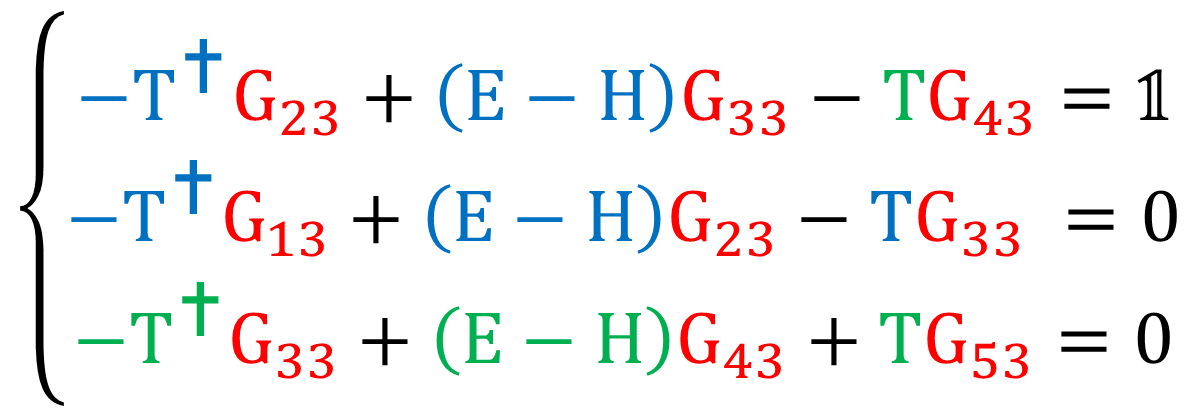 −T†G₂₃ + (E − H)G₃₃ − TG₄₃ = 𝟙
−T†G₁₃ + (E − H)G₂₃ − TG₃₃ = 0
−T†G₃₃ + (E − H)G₄₃ + TG₅₃ = 0